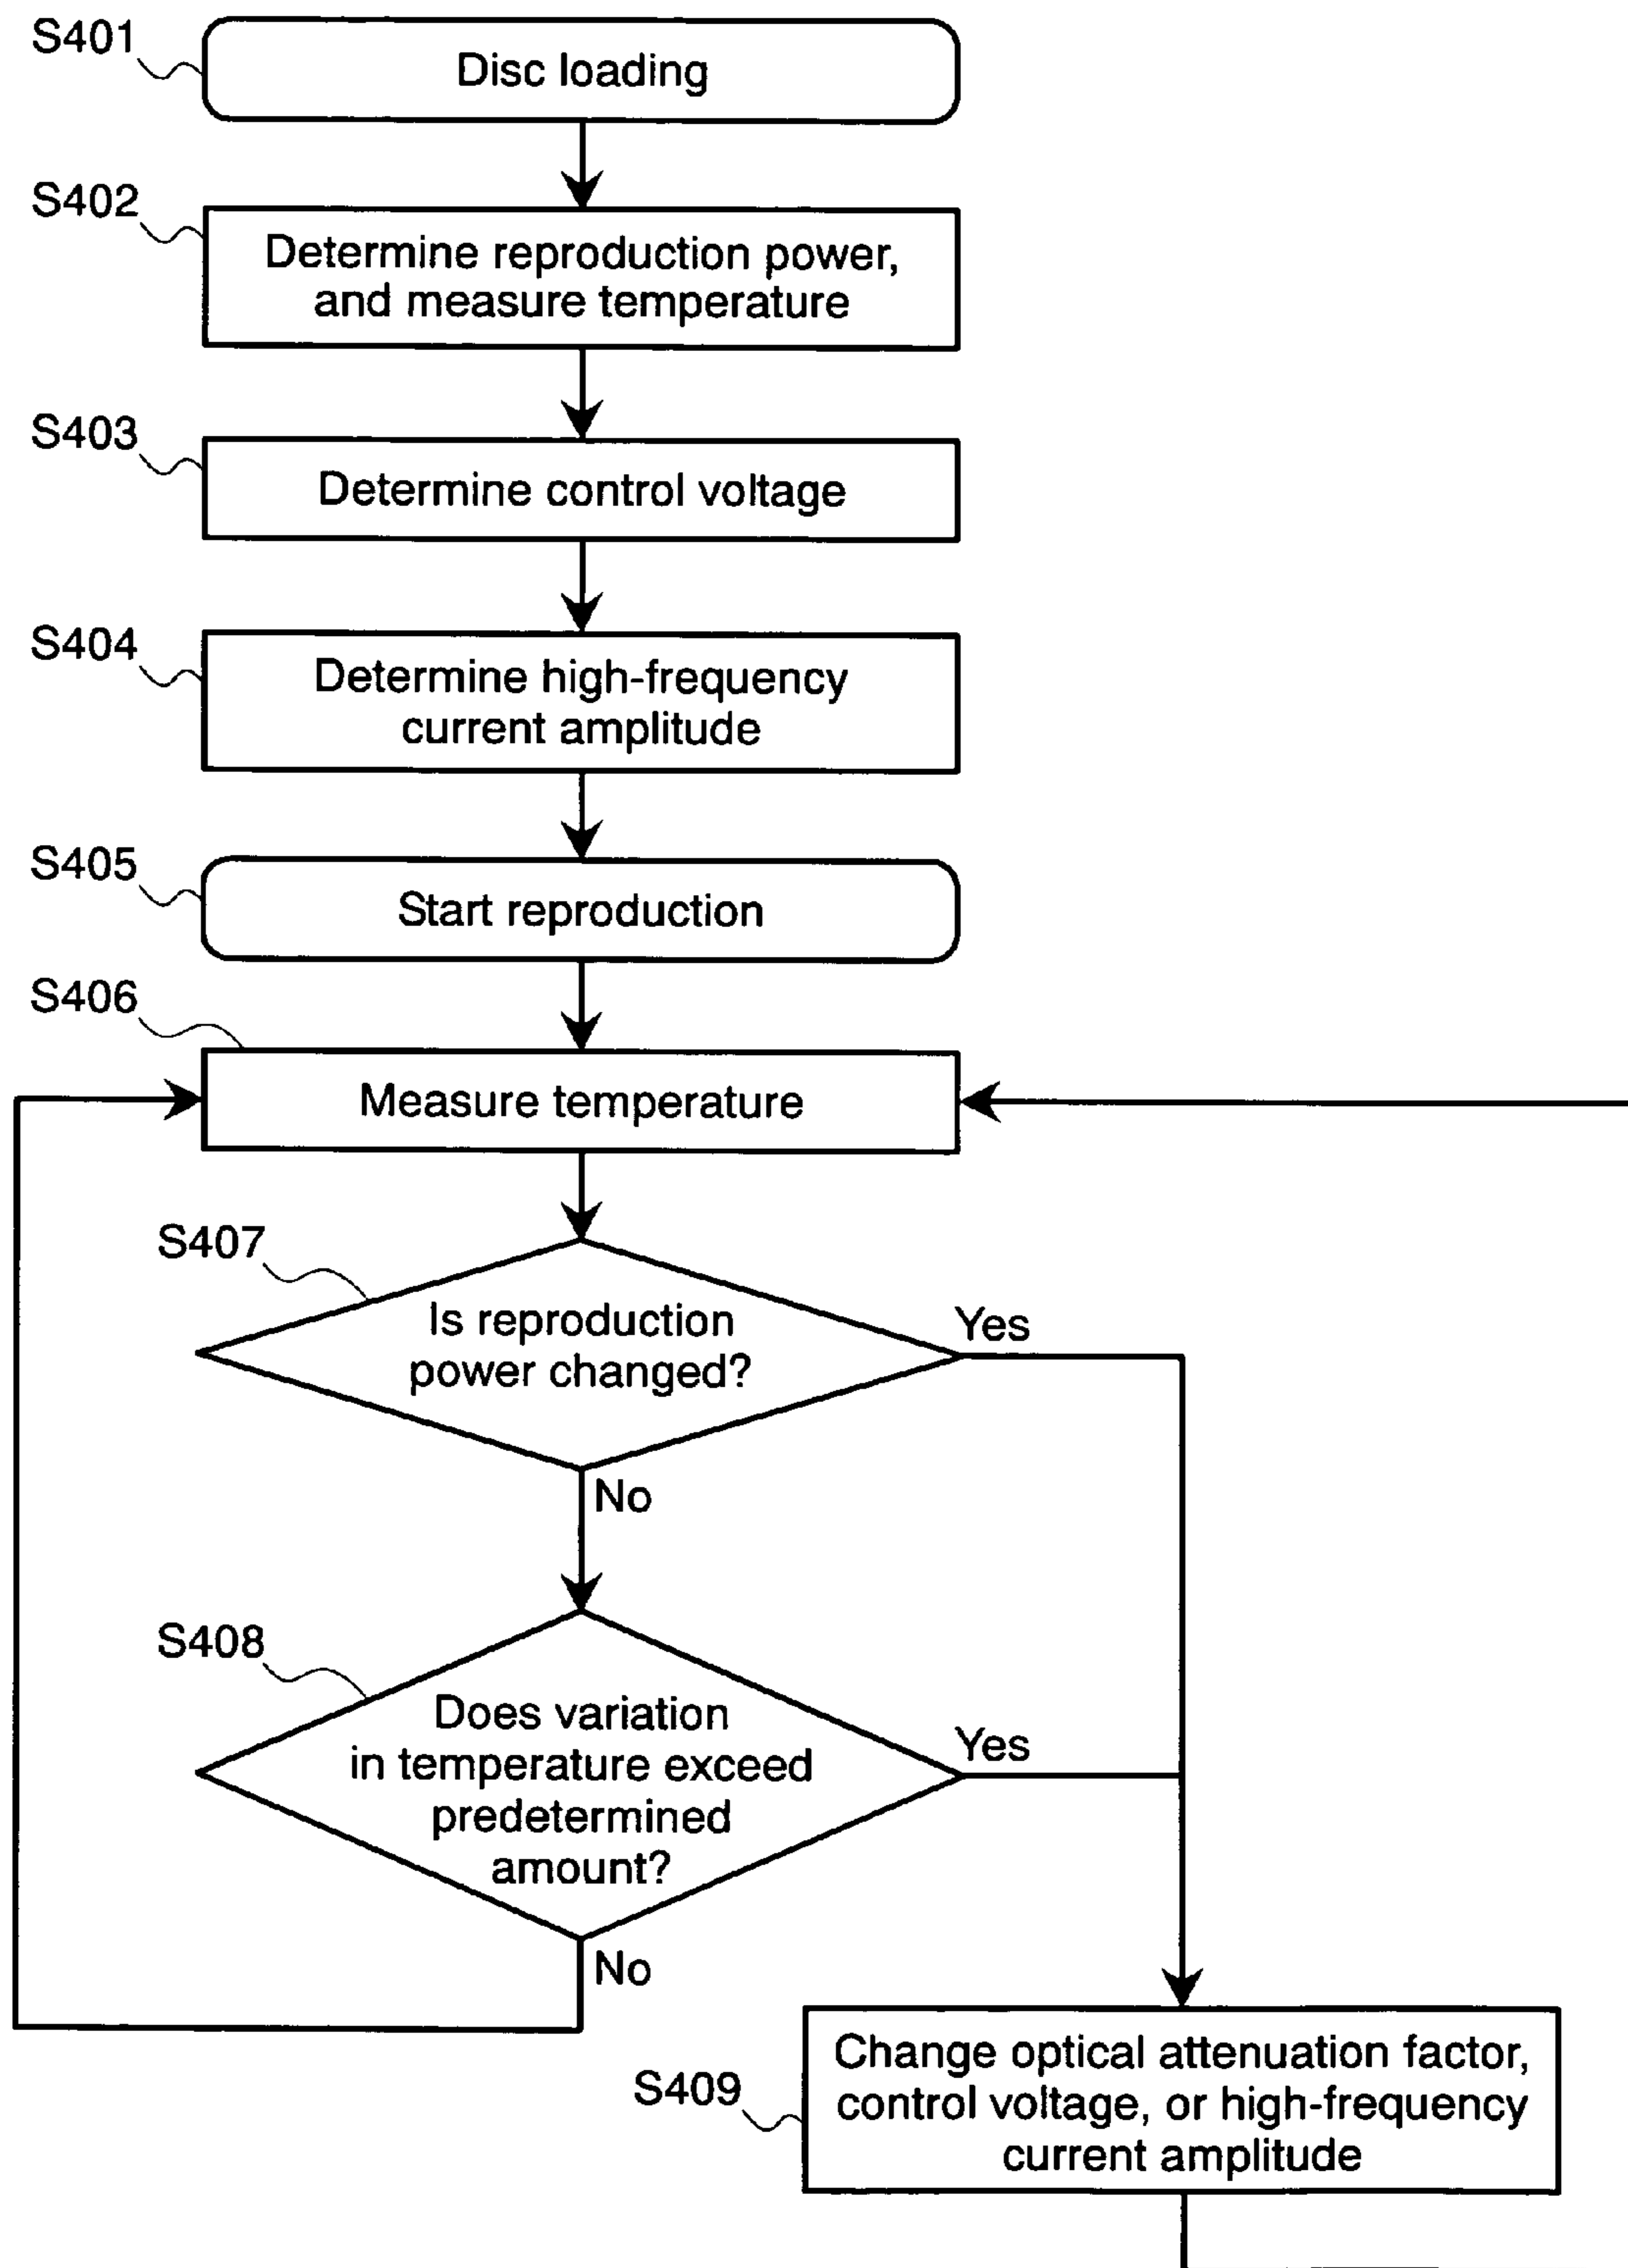 S401
Disc loading
S402
Determine reproduction power,
and measure temperature
S403
Determine control voltage
S404
Determine high-frequency
current amplitude
S405
Start reproduction
S406
Measure temperature
S407
Is reproduction
power changed?
Yes
No
S408
Does variation
in temperature exceed
predetermined
amount?
Yes
No
S409
Change optical attenuation factor,
control voltage, or high-frequency
current amplitude